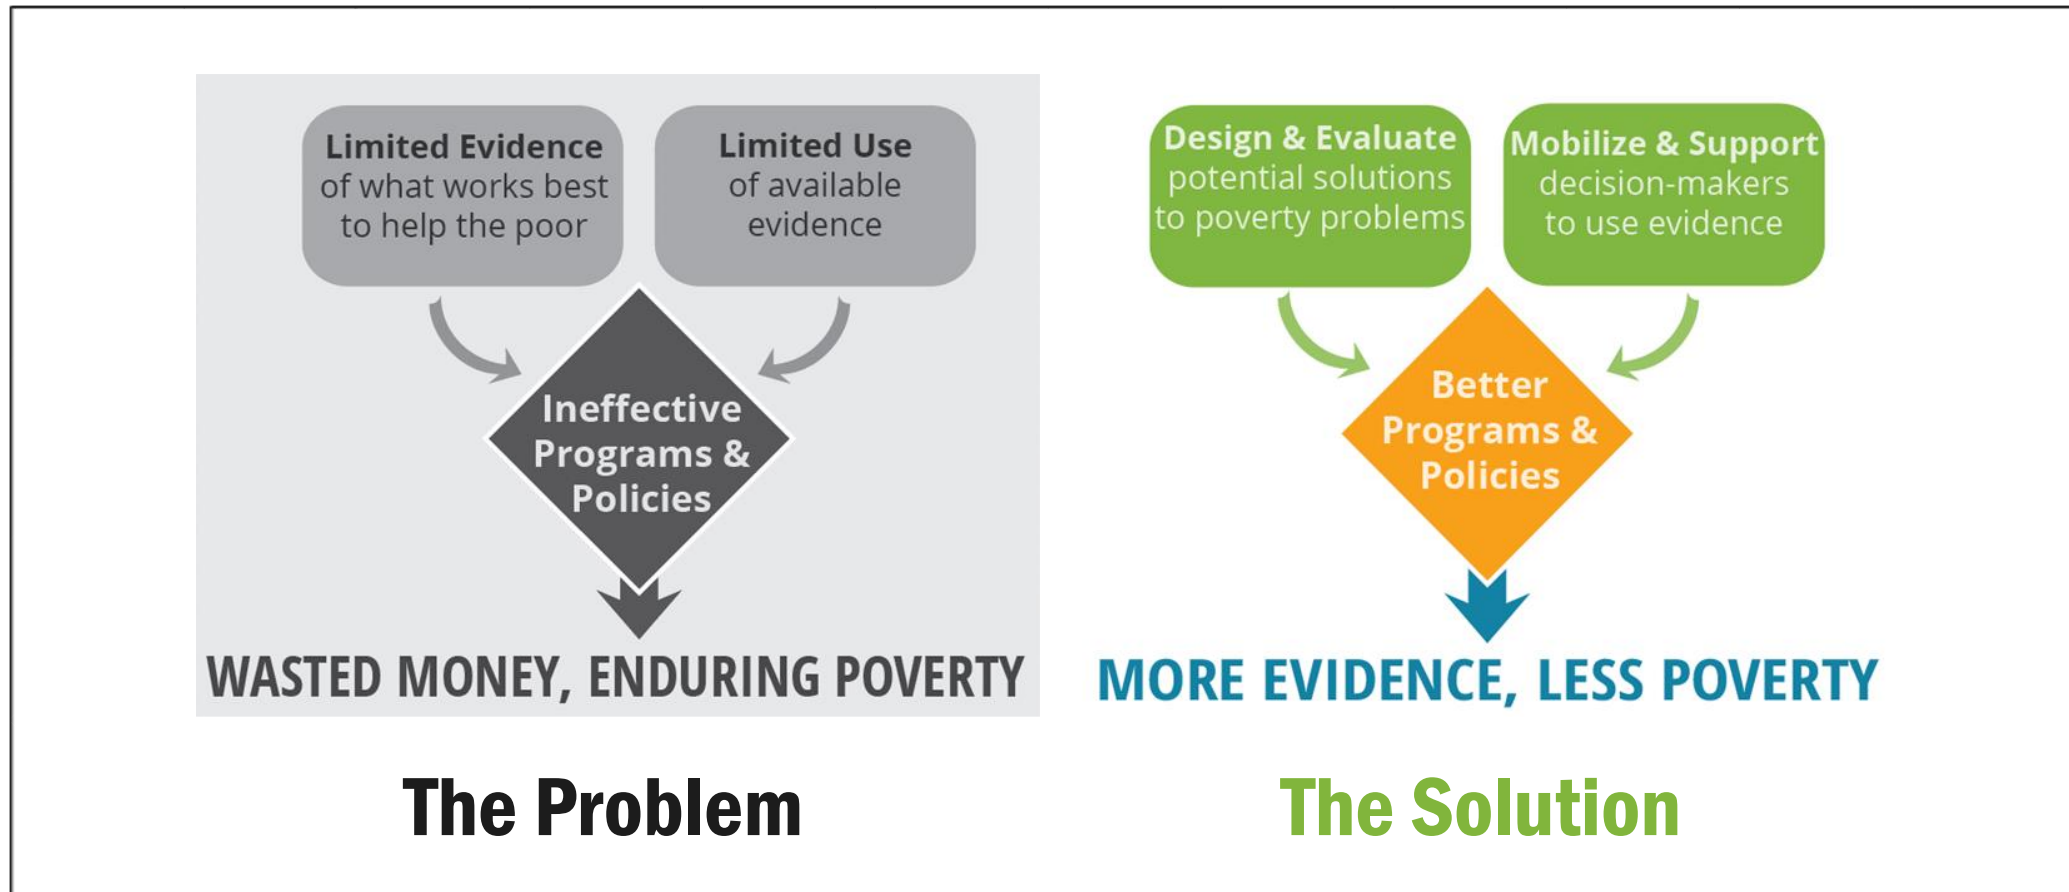 Limited Evidence
of what works best
to help the poor
Limited Use
of available
evidence
Ineffective
Programs &
Policies
WASTED MONEY, ENDURING POVERTY
The Problem
Design & Evaluate
potential solutions
to poverty problems
Mobilize & Support
decision-makers
to use evidence
Better
Programs &
Policies
MORE EVIDENCE, LESS POVERTY
The Solution